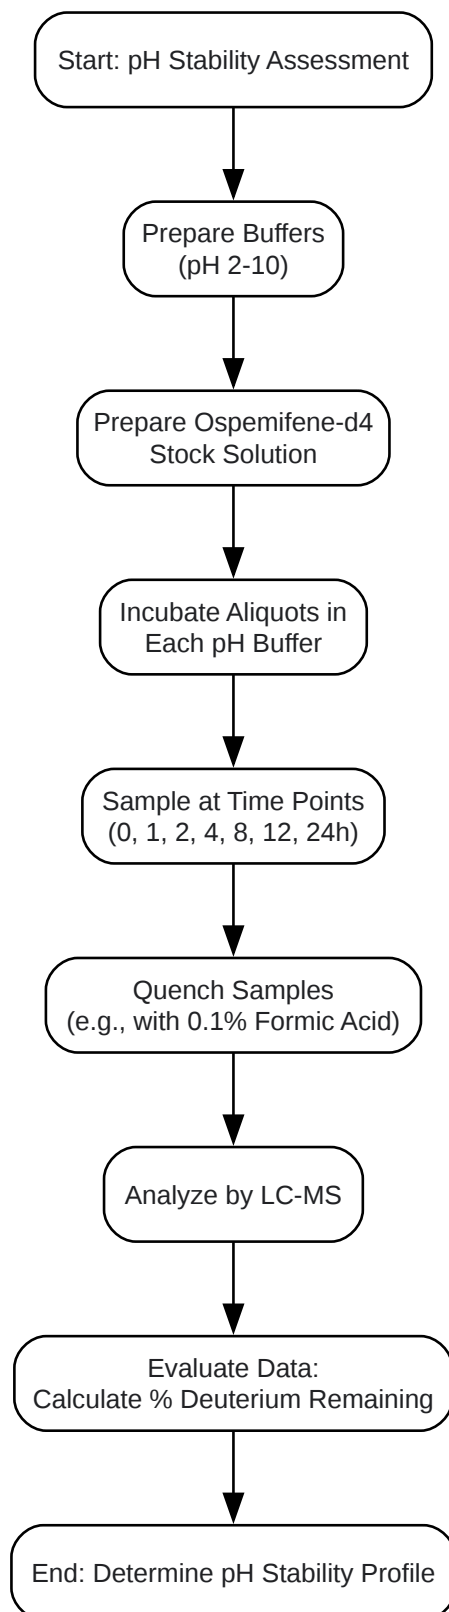 Start: pH Stability Assessment
Prepare Buffers
(pH 2-10)
Prepare Ospemifene-d4
Stock Solution
Incubate Aliquots in
Each pH Buffer
Sample at Time Points
(0, 1, 2, 4, 8, 12, 24h)
Quench Samples
(e.g., with 0.1% Formic Acid)
Analyze by LC-MS
Evaluate Data:
Calculate % Deuterium Remaining
End: Determine pH Stability Profile